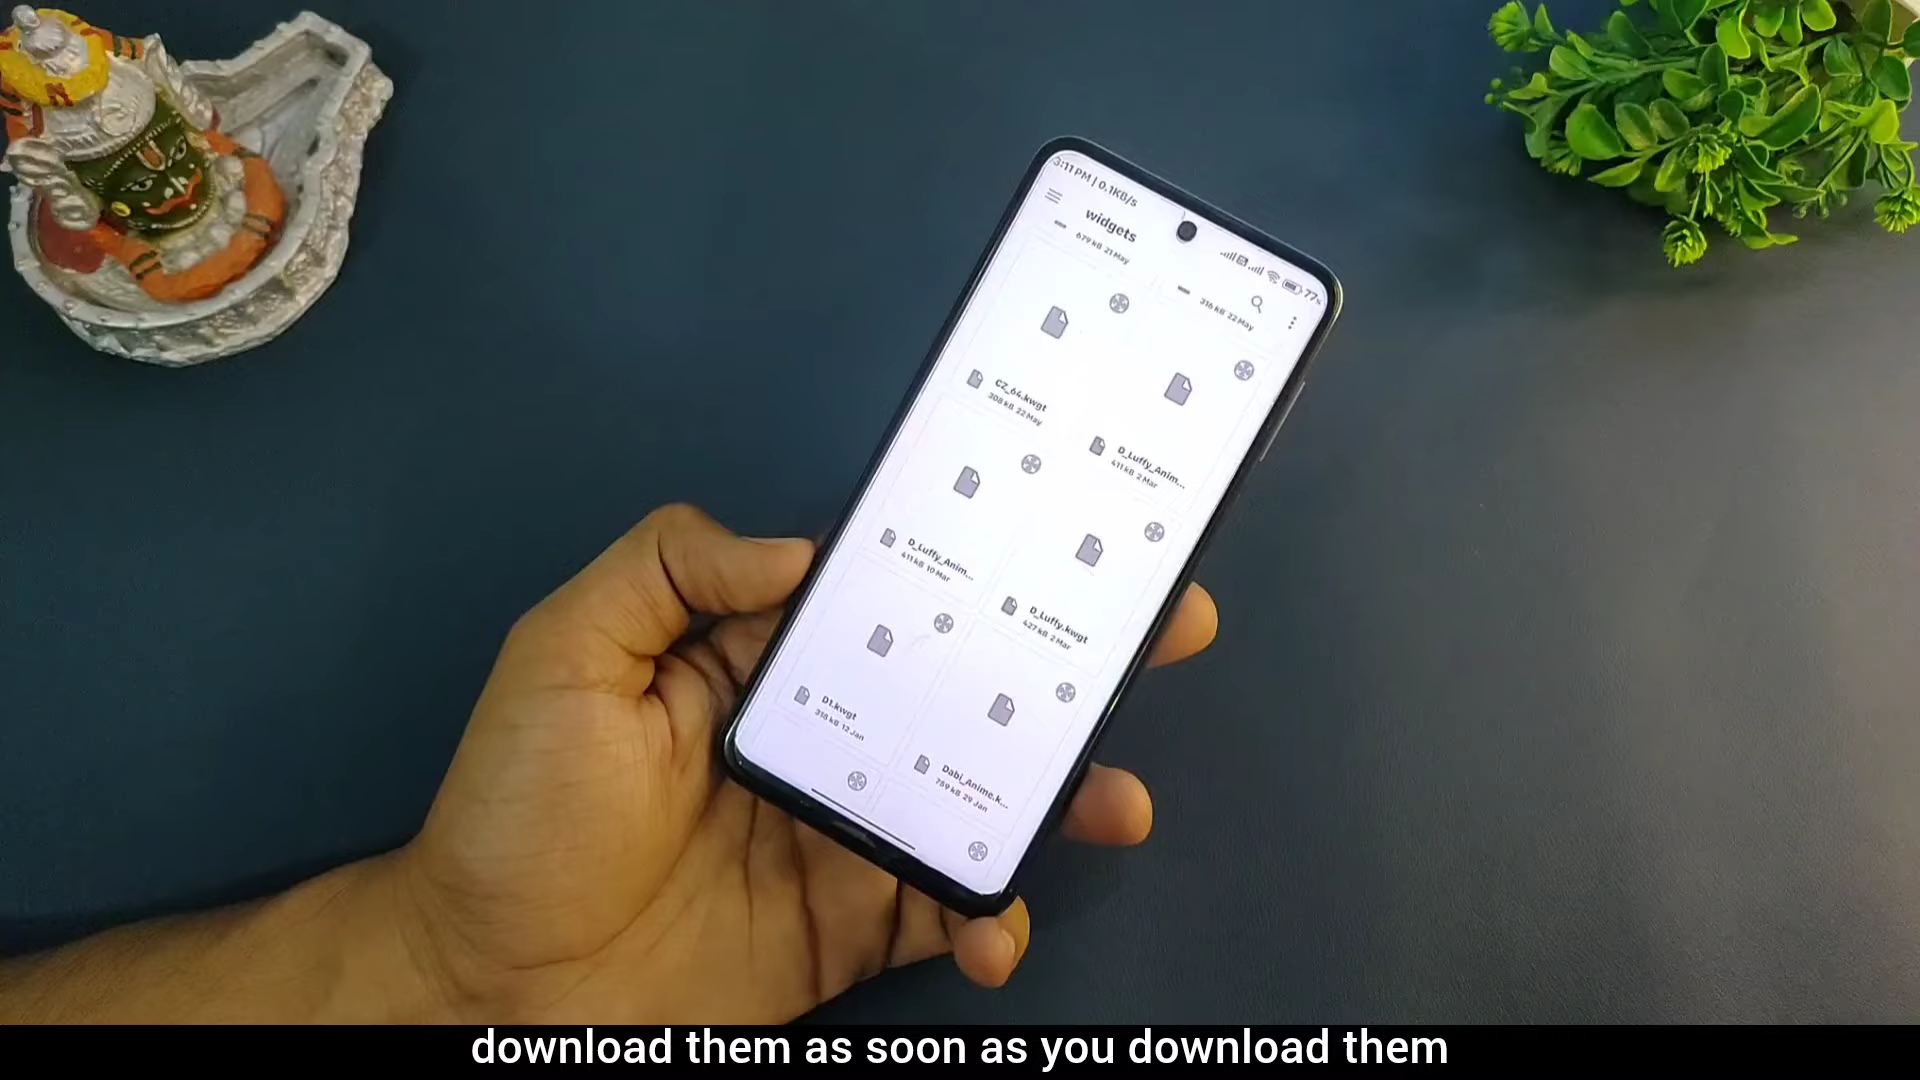 3:11 PM | 0.1KB/s
77%
widgets
679 kB 21 May
316 kB 22 May
CZ_64.kwgt
308 kB 22 May
D_Luffy_Anim...
411 kB 2 Mar
D_Luffy_Anim...
411 kB 10 Mar
D_Luffy.kwgt
427 kB 2 Mar
D1.kwgt
318 kB 12 Jan
Dabi_Anime.k...
759 kB 29 Jan
download them as soon as you download them